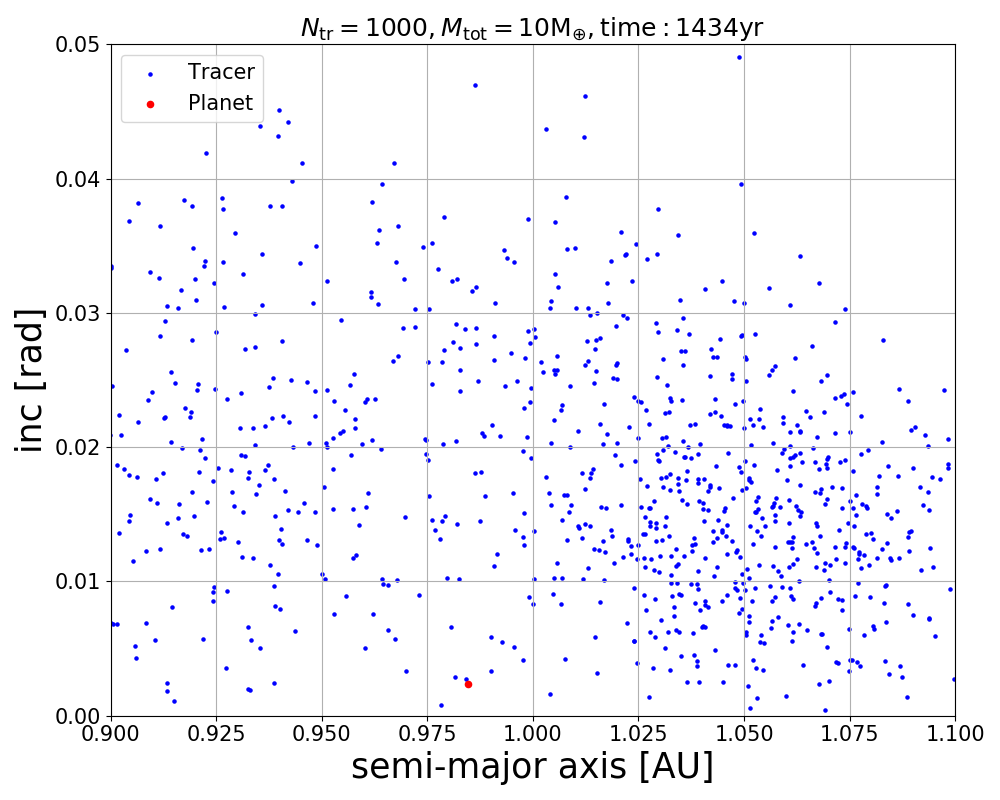 N_tr = 1000, M_tot = 10M_⊕, time : 1434yr
0.05
Tracer
Planet
0.04
0.03
inc [rad]
0.02
0.01
0.00
0.900 0.925 0.950 0.975 1.000 1.025 1.050 1.075 1.100
semi-major axis [AU]